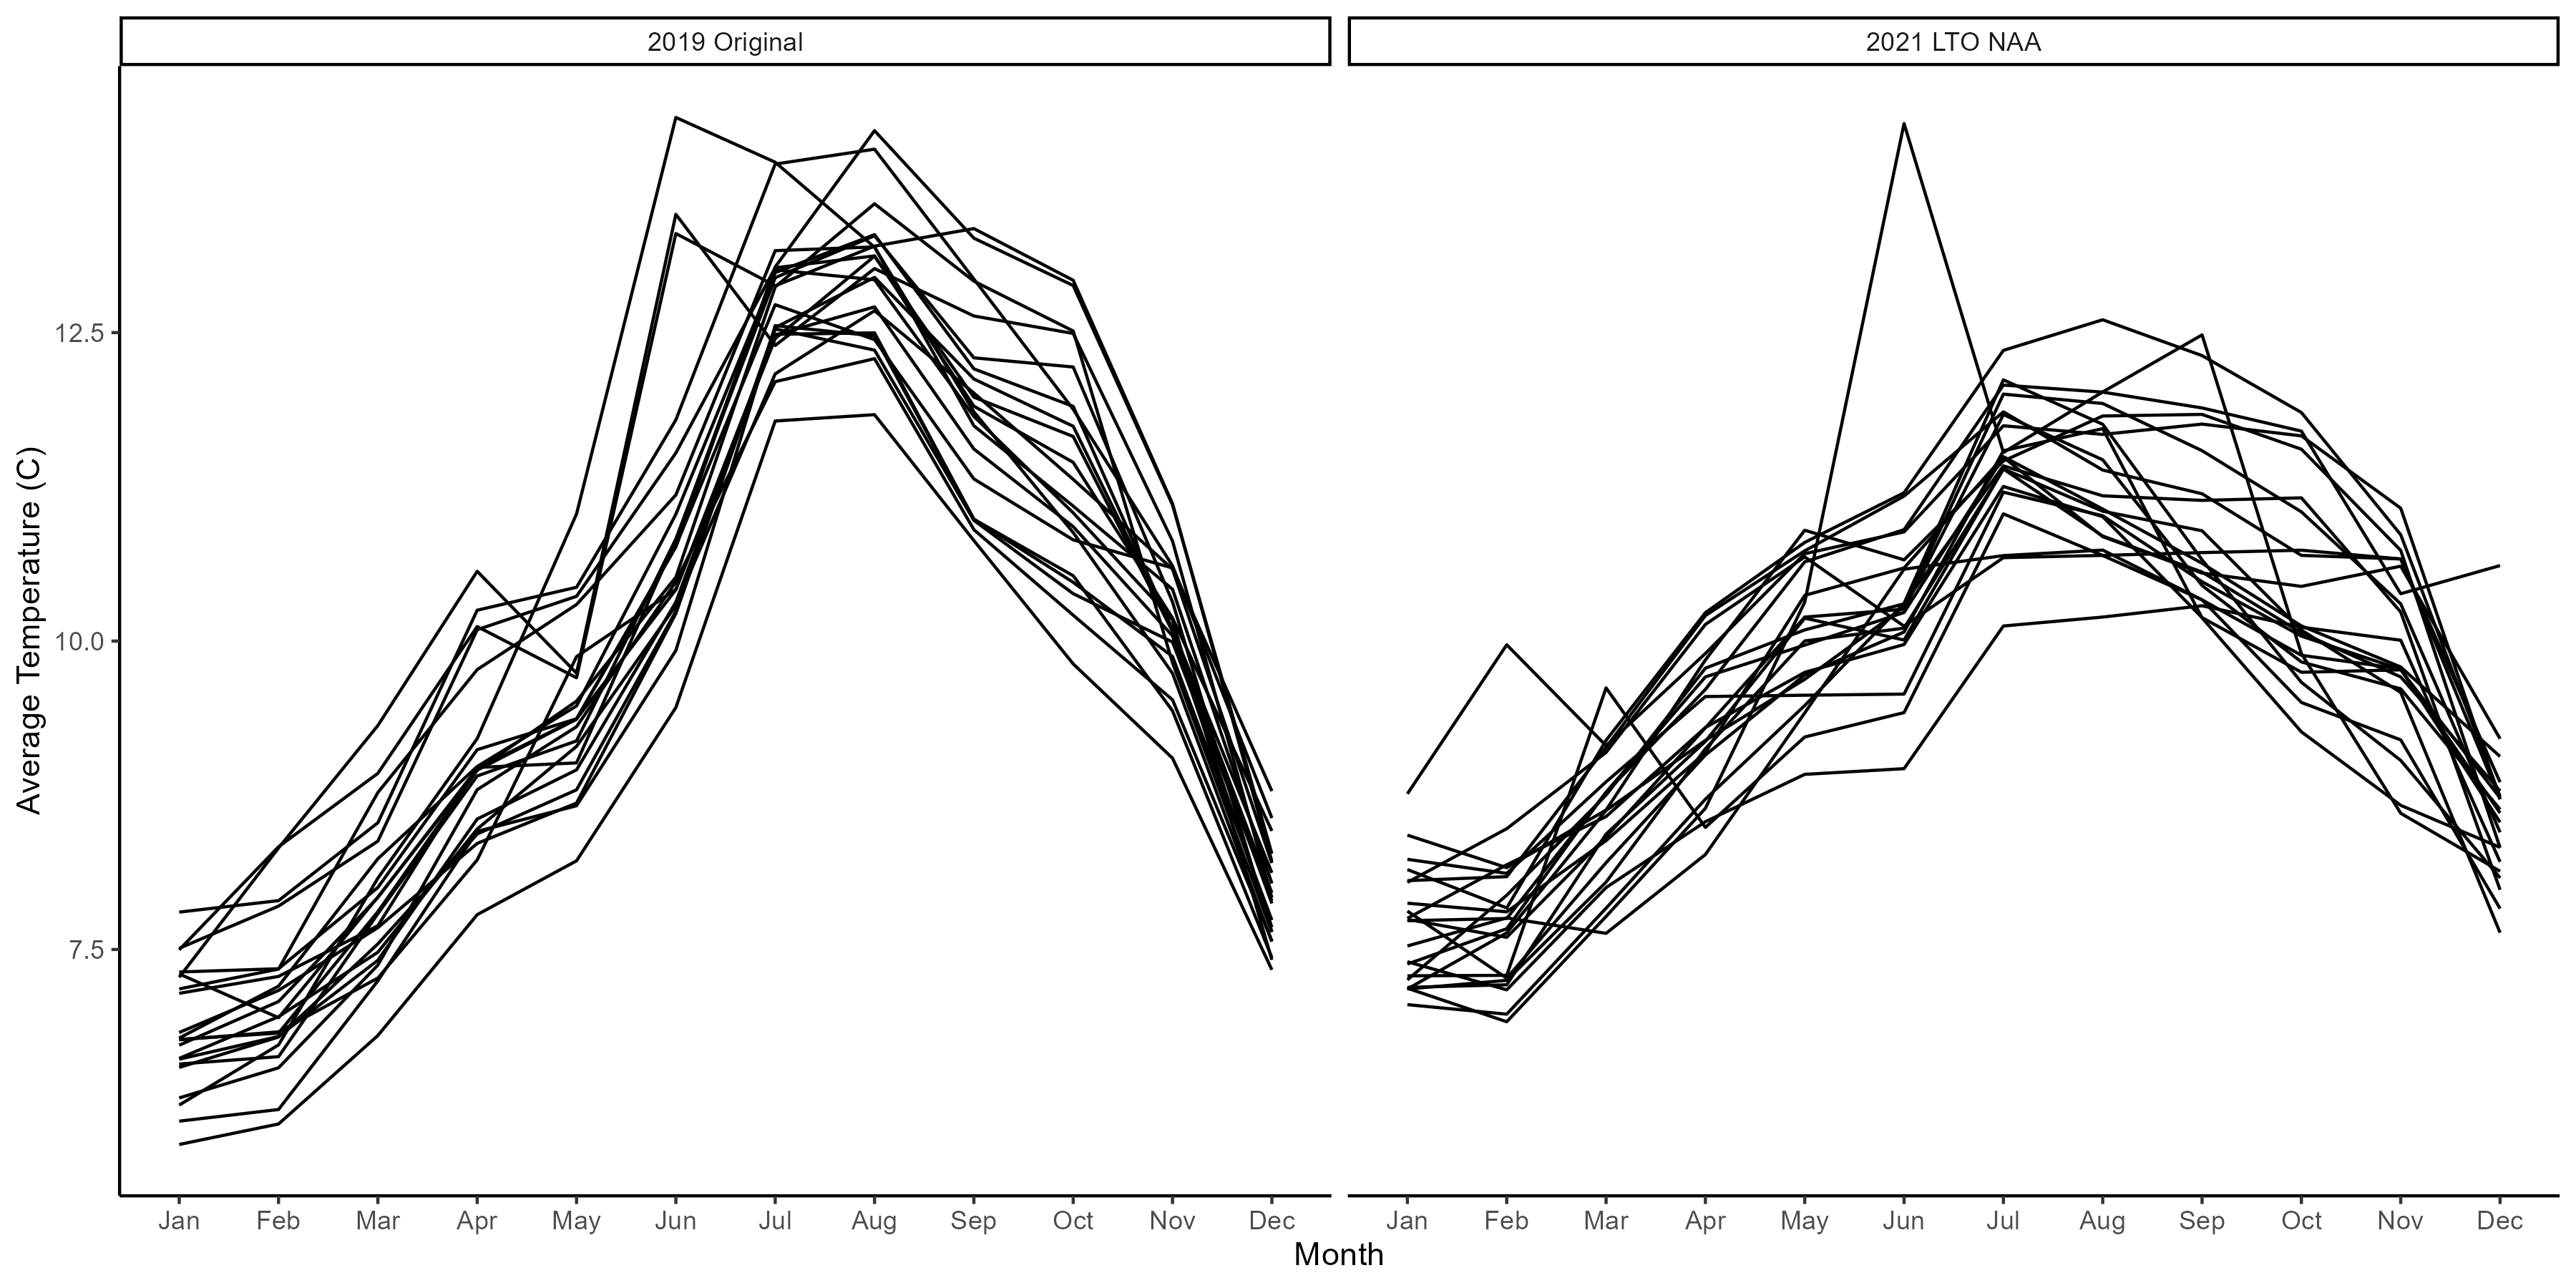 2019 Original
2021 LTO NAA
Average Temperature (C)
12.5
10.0
7.5
Jan Feb Mar Apr May Jun Jul Aug Sep Oct Nov Dec
Jan Feb Mar Apr May Jun Jul Aug Sep Oct Nov Dec
Month